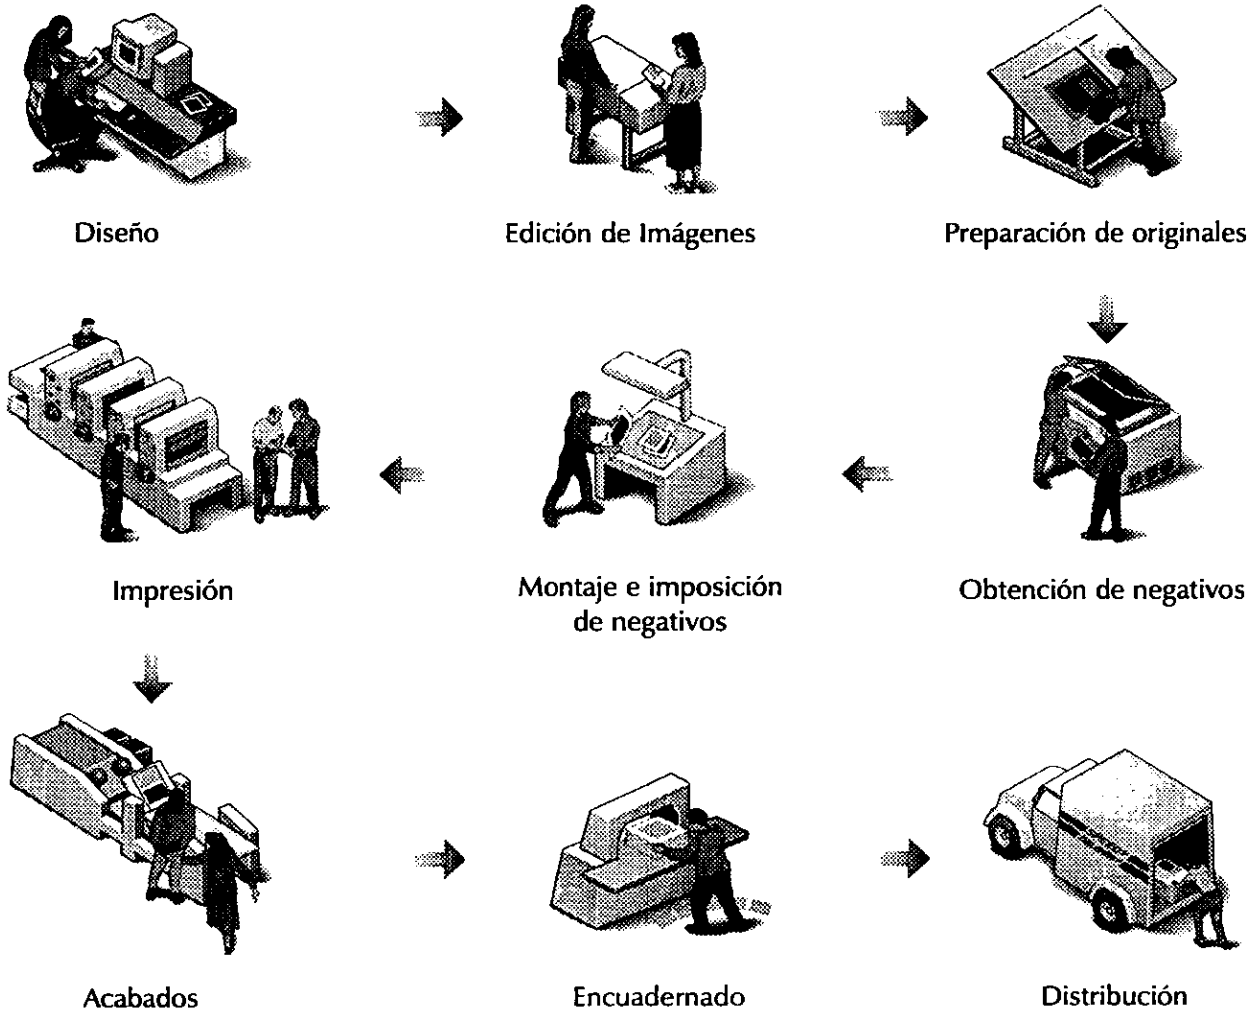 Diseño
Edición de Imágenes
Preparación de originales
Impresión
Montaje e imposición
de negativos
Obtención de negativos
Acabados
Encuadernado
Distribución